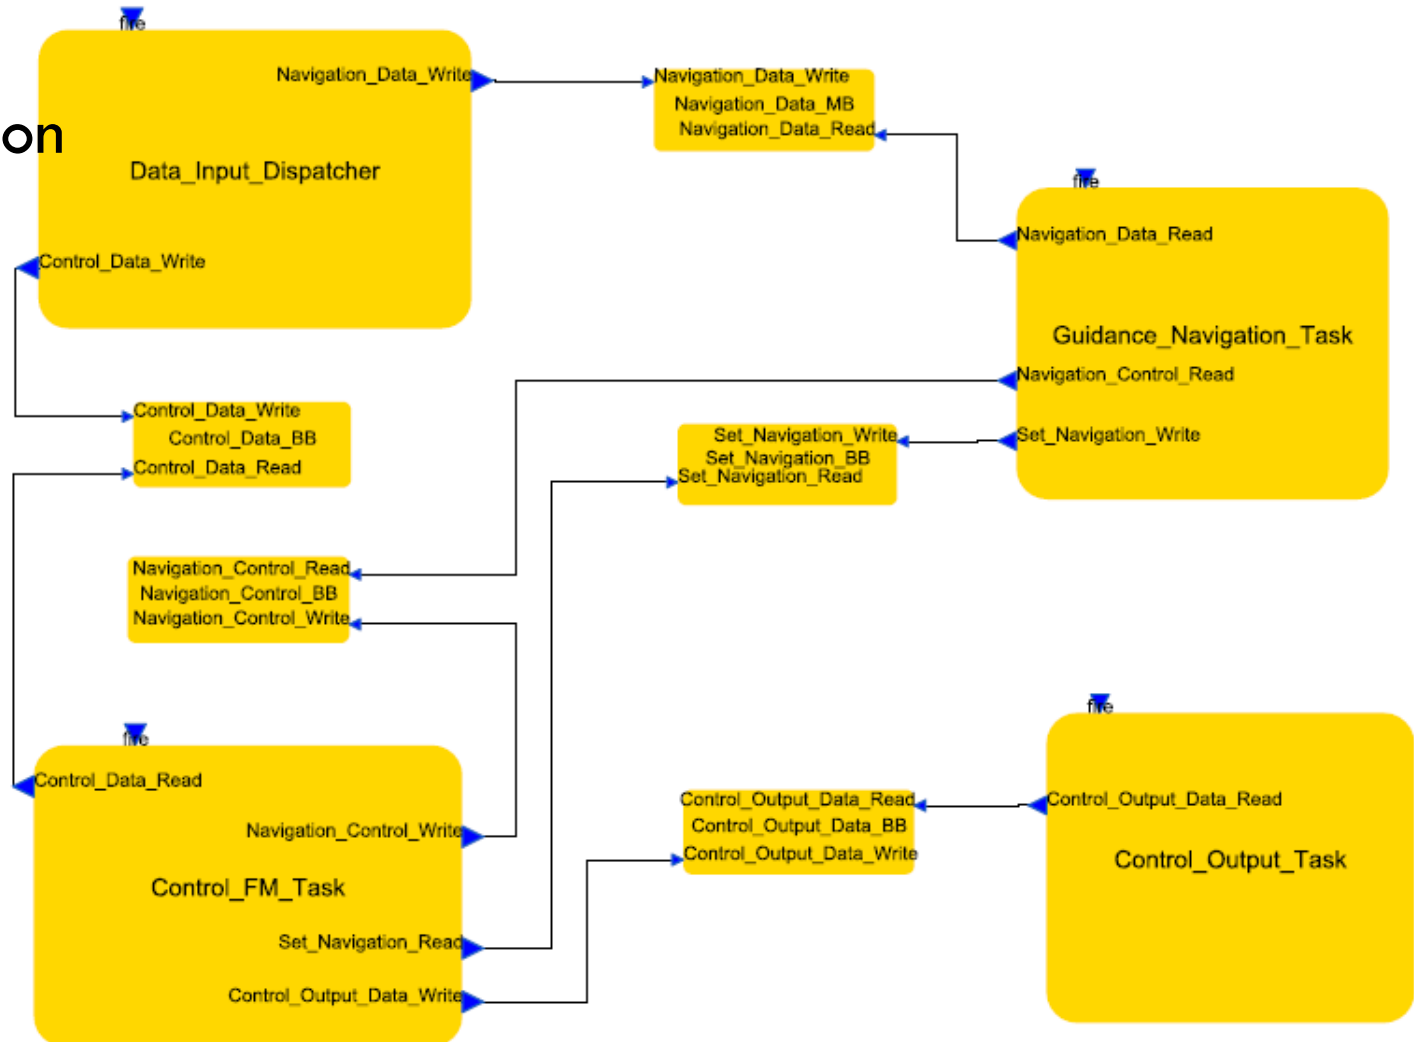 fire
Navigation_Data_Write
on
Data_Input_Dispatcher
Control_Data_Write
Navigation_Data_Write
Navigation_Data_MB
Navigation_Data_Read
fire
Navigation_Data_Read
Guidance_Navigation_Task
Navigation_Control_Read
Set_Navigation_Write
Control_Data_Write
Control_Data_BB
Control_Data_Read
Set_Navigation_Write
Set_Navigation_BB
Set_Navigation_Read
Navigation_Control_Read
Navigation_Control_BB
Navigation_Control_Write
fire
Control_Data_Read
Navigation_Control_Write
Control_FM_Task
Set_Navigation_Read
Control_Output_Data_Write
Control_Output_Data_Read
Control_Output_Data_BB
Control_Output_Data_Write
fire
Control_Output_Data_Read
Control_Output_Task